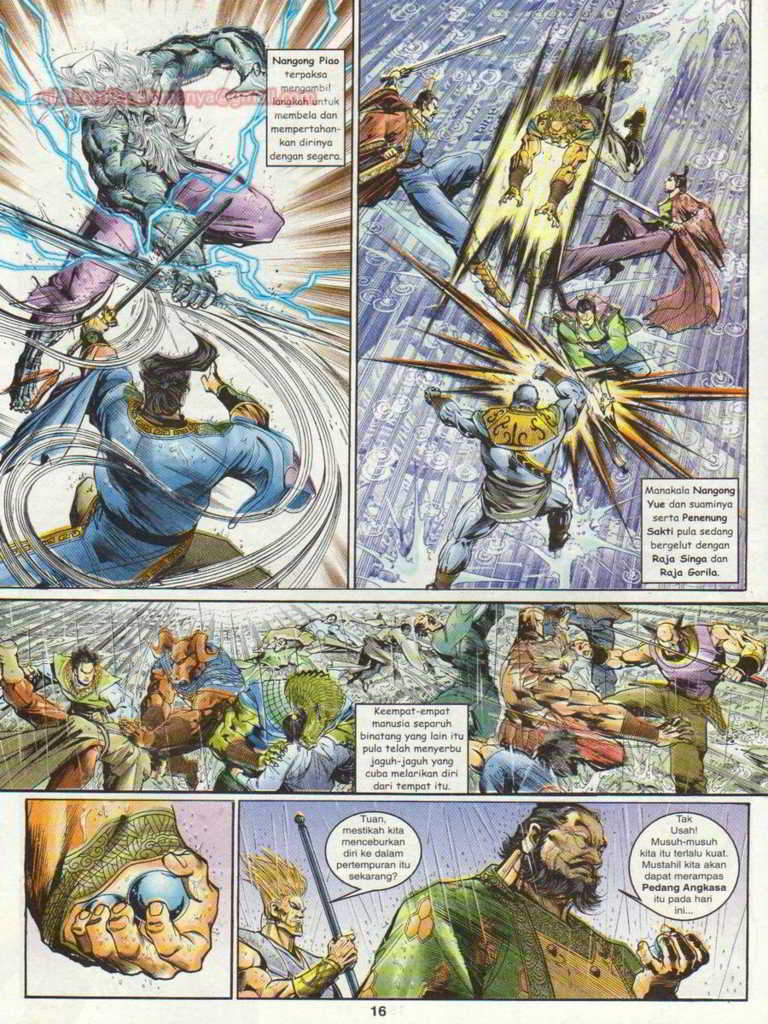 Nangong Piao
terpaksa
mengambil
langkah untuk
membela dan
mempertahan-
kan dirinya
dengan segera.
Manakala Nangong
Yue dan suaminya
serta Penenung
Sakti pula sedang
bergelut dengan
Raja Singa dan
Raja Gorila.
Keempat-empat
manusia separuh
binatang yang lain itu
pula telah menyerbu
jaguh-jaguh yang
cuba melarikan diri
dari tempat itu.
Tuan,
mestikah kita
menceburkan
diri ke dalam
pertempuran itu
sekarang?
Tak
Usah!
Musuh-musuh
kita itu terlalu kuat.
Mustahil kita akan
dapat merampas
Pedang Angkasa
itu pada hari
ini...
16